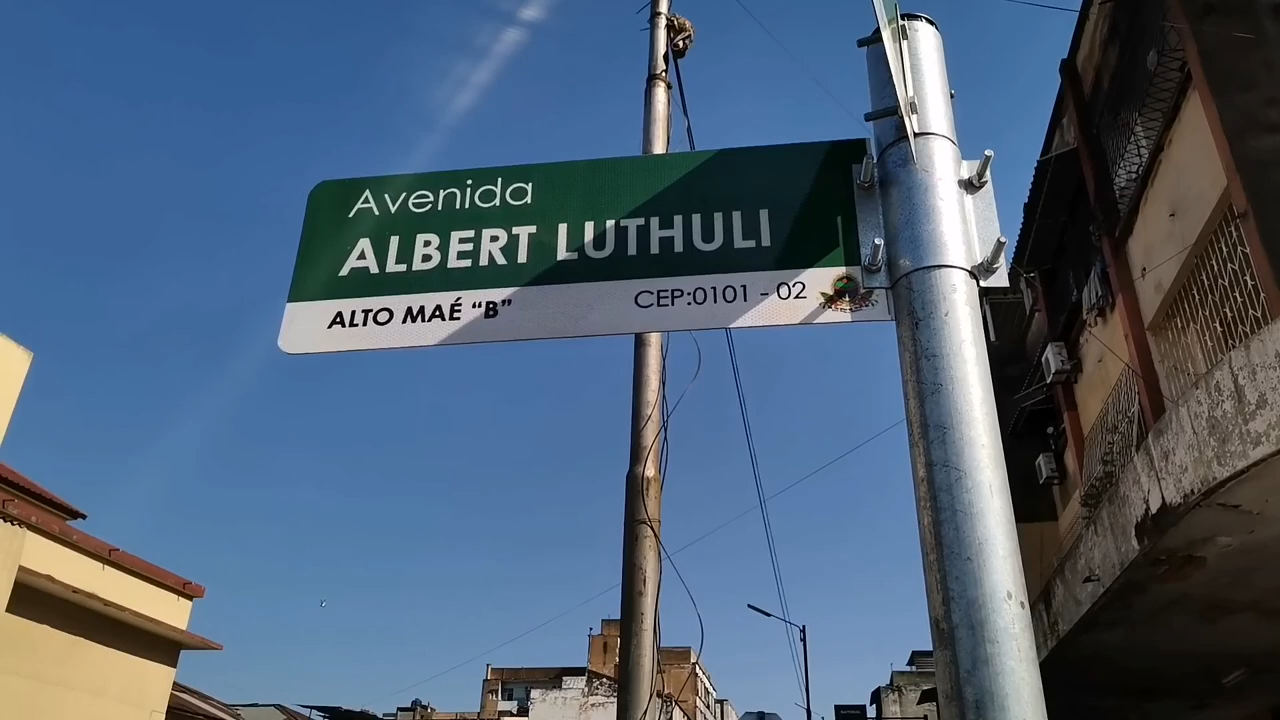 Avenida
ALBERT LUTHULI
ALTO MAÉ “B”
CEP:0101 - 02